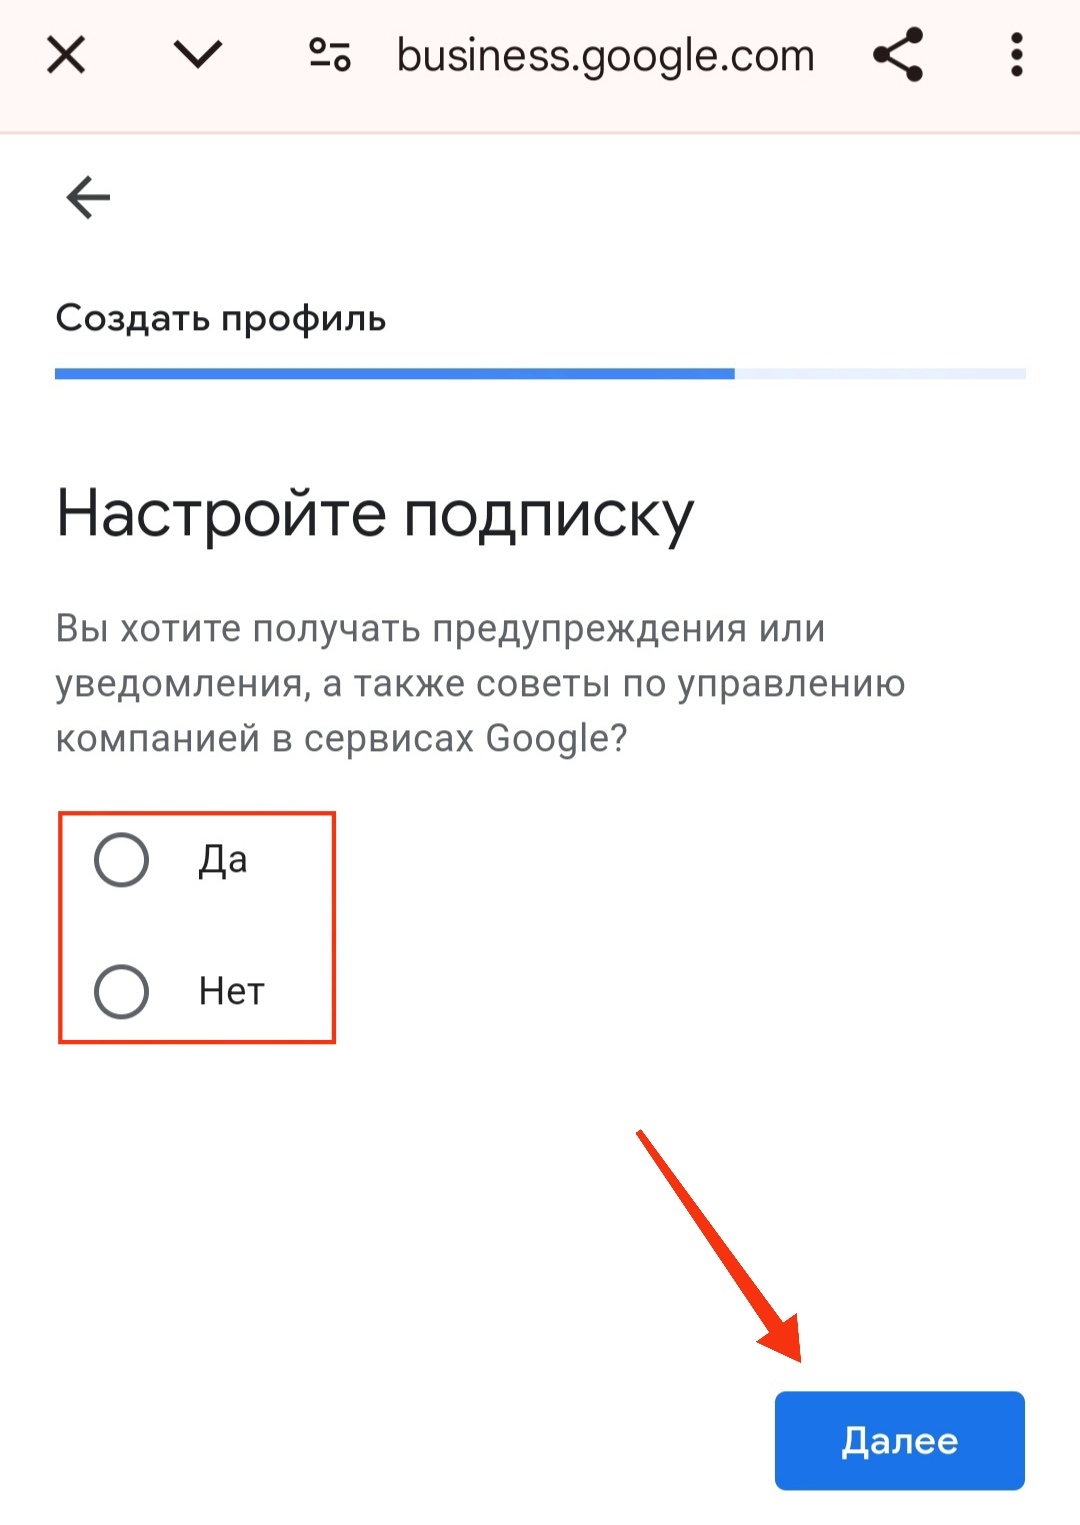 business.google.com
Создать профиль
Настройте подписку
Вы хотите получать предупреждения или
уведомления, а также советы по управлению
компанией в сервисах Google?
Да
Нет
Далее